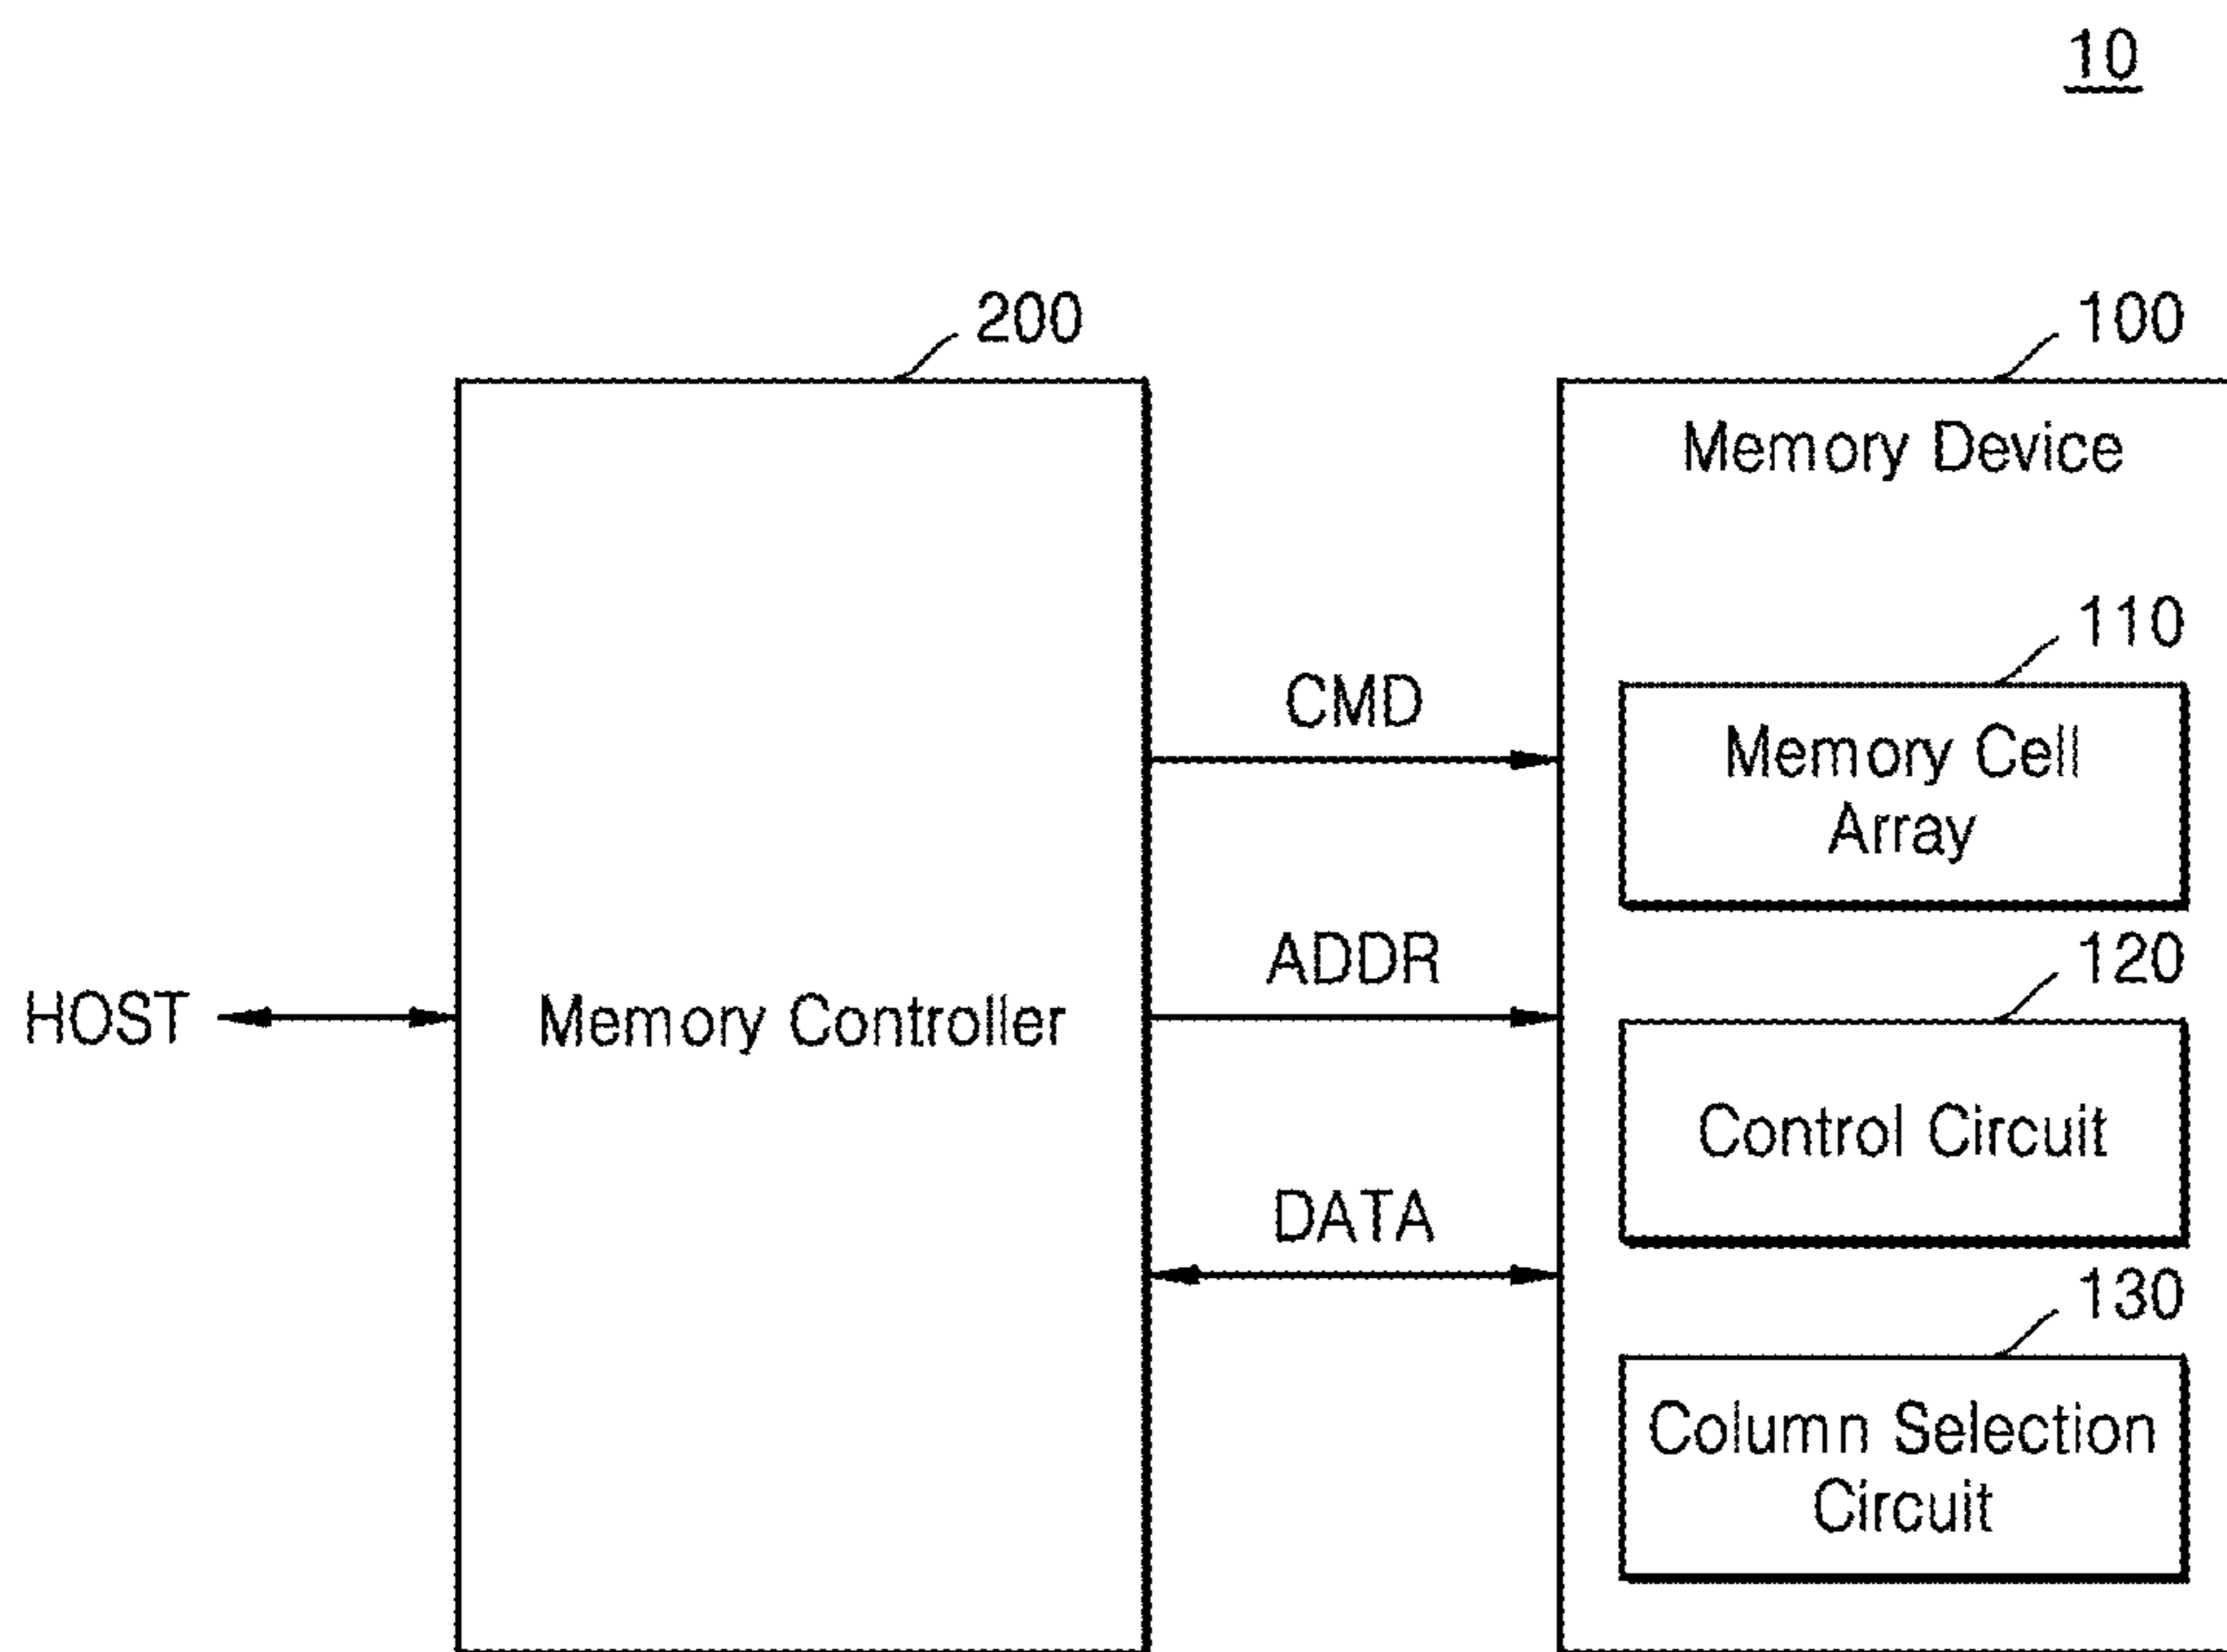 10
200
100
Memory Device
110
CMD
Memory Cell
Array
ADDR
120
HOST
Memory Controller
Control Circuit
DATA
130
Column Selection
Circuit